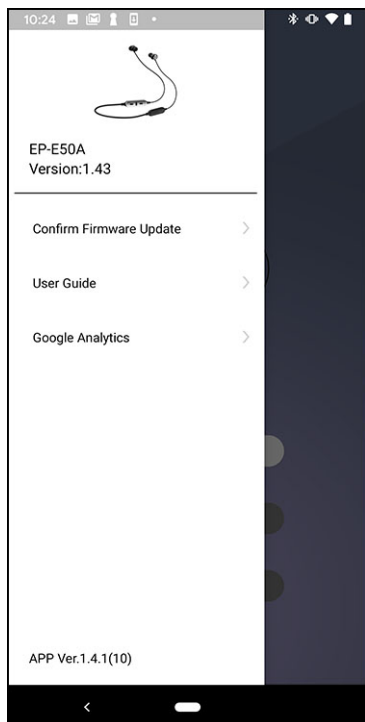 10:24
EP-E50A
Version:1.43
Confirm Firmware Update
User Guide
Google Analytics
APP Ver.1.4.1(10)